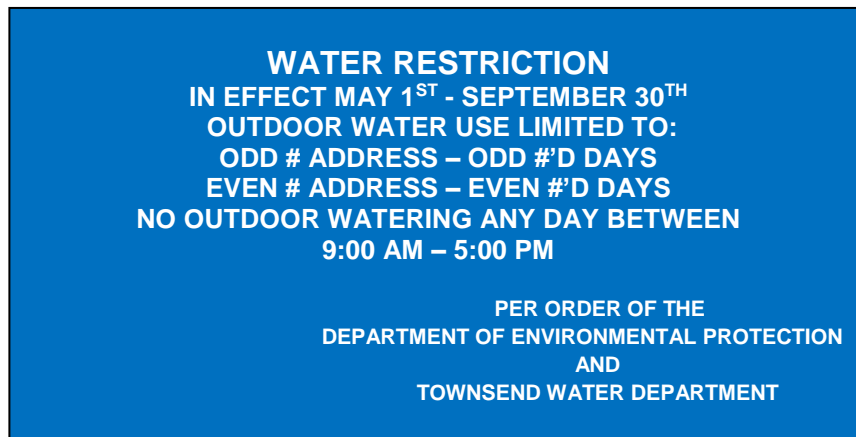 WATER RESTRICTION
IN EFFECT MAY 1ST - SEPTEMBER 30TH
OUTDOOR WATER USE LIMITED TO:
ODD # ADDRESS – ODD #’D DAYS
EVEN # ADDRESS – EVEN #’D DAYS
NO OUTDOOR WATERING ANY DAY BETWEEN
9:00 AM – 5:00 PM
PER ORDER OF THE
DEPARTMENT OF ENVIRONMENTAL PROTECTION
AND
TOWNSEND WATER DEPARTMENT